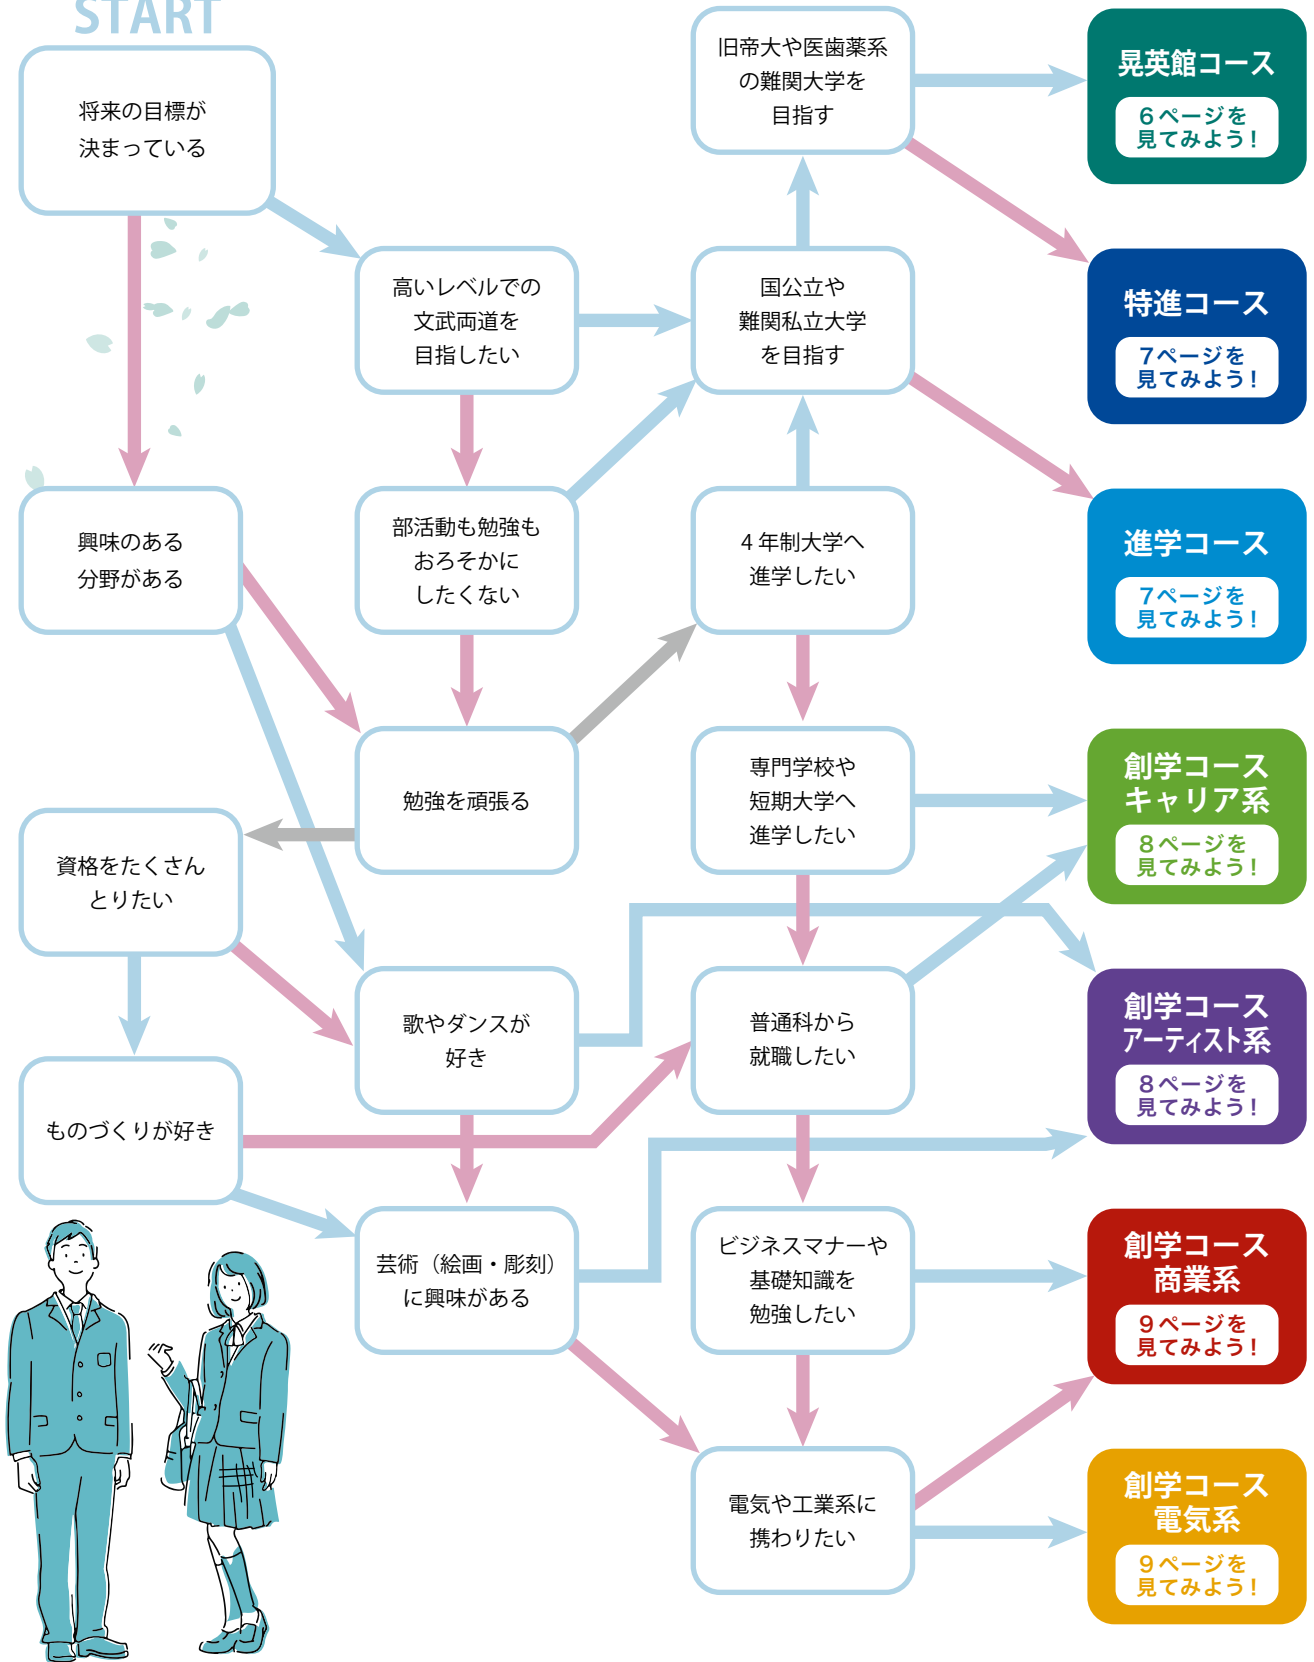 START
将来の目標が
決まっている
旧帝大や医歯薬系
の難関大学を
目指す
晃英館コース
6ページを
見てみよう！
高いレベルでの
文武両道を
目指したい
国公立や
難関私立大学
を目指す
特進コース
7ページを
見てみよう！
興味のある
分野がある
部活動も勉強も
おろそかに
したくない
4年制大学へ
進学したい
進学コース
7ページを
見てみよう！
勉強を頑張る
専門学校や
短期大学へ
進学したい
創学コース
キャリア系
8ページを
見てみよう！
資格をたくさん
とりたい
歌やダンスが
好き
普通科から
就職したい
創学コース
アーティスト系
8ページを
見てみよう！
ものづくりが好き
芸術（絵画・彫刻）
に興味がある
ビジネスマナーや
基礎知識を
勉強したい
創学コース
商業系
9ページを
見てみよう！
電気や工業系に
携わりたい
創学コース
電気系
9ページを
見てみよう！